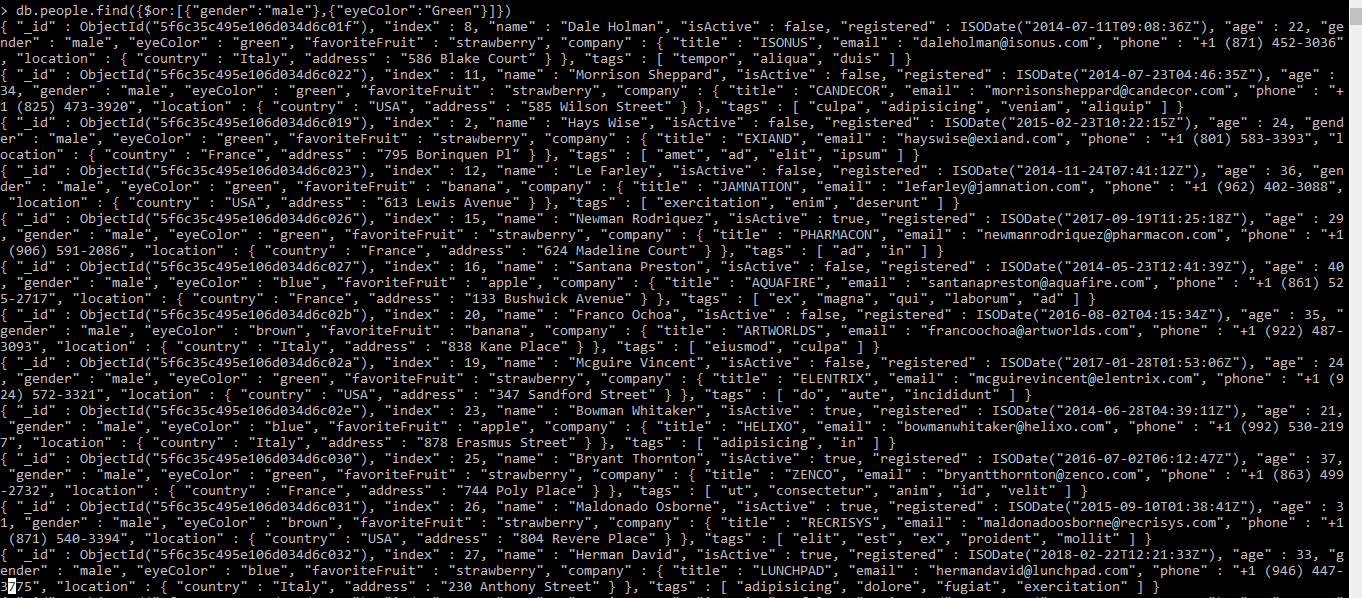 > db.people.find({$or:[{"gender":"male"},{"eyeColor":"Green"}]})
{ "_id" : ObjectId("5f6c35c495e106d034d6c01f"), "index" : 8, "name" : "Dale Holman", "isActive" : false, "registered" : ISODate("2014-07-11T09:08:36Z"), "age" : 22, "ge
nder" : "male", "eyeColor" : "green", "favoriteFruit" : "strawberry", "company" : { "title" : "ISONUS", "email" : "daleholman@isonus.com", "phone" : "+1 (871) 452-3036"
, "location" : { "country" : "Italy", "address" : "586 Blake Court" } }, "tags" : [ "tempor", "aliqua", "duis" ] }
{ "_id" : ObjectId("5f6c35c495e106d034d6c022"), "index" : 11, "name" : "Morrison Sheppard", "isActive" : false, "registered" : ISODate("2014-07-23T04:46:35Z"), "age" :
34, "gender" : "male", "eyeColor" : "green", "favoriteFruit" : "strawberry", "company" : { "title" : "CANDECOR", "email" : "morrisonsheppard@candecor.com", "phone" : "+
1 (825) 473-3920", "location" : { "country" : "USA", "address" : "585 Wilson Street" } }, "tags" : [ "culpa", "adipisicing", "veniam", "aliquip" ] }
{ "_id" : ObjectId("5f6c35c495e106d034d6c019"), "index" : 2, "name" : "Hays Wise", "isActive" : false, "registered" : ISODate("2015-02-23T10:22:15Z"), "age" : 24, "gend
er" : "male", "eyeColor" : "green", "favoriteFruit" : "strawberry", "company" : { "title" : "EXIAND", "email" : "hayswise@exiand.com", "phone" : "+1 (801) 583-3393", "l
ocation" : { "country" : "France", "address" : "795 Borinquen Pl" } }, "tags" : [ "amet", "ad", "elit", "ipsum" ] }
{ "_id" : ObjectId("5f6c35c495e106d034d6c023"), "index" : 12, "name" : "Le Farley", "isActive" : false, "registered" : ISODate("2014-11-24T07:41:12Z"), "age" : 36, "gen
der" : "male", "eyeColor" : "green", "favoriteFruit" : "banana", "company" : { "title" : "JAMNATION", "email" : "lefarley@jamnation.com", "phone" : "+1 (962) 402-3088",
 "location" : { "country" : "USA", "address" : "613 Lewis Avenue" } }, "tags" : [ "exercitation", "enim", "deserunt" ] }
{ "_id" : ObjectId("5f6c35c495e106d034d6c026"), "index" : 15, "name" : "Newman Rodriquez", "isActive" : true, "registered" : ISODate("2017-09-19T11:25:18Z"), "age" : 29
, "gender" : "male", "eyeColor" : "green", "favoriteFruit" : "strawberry", "company" : { "title" : "PHARMACON", "email" : "newmanrodriquez@pharmacon.com", "phone" : "+1
 (906) 591-2086", "location" : { "country" : "France", "address" : "624 Madeline Court" } }, "tags" : [ "ad", "in" ] }
{ "_id" : ObjectId("5f6c35c495e106d034d6c027"), "index" : 16, "name" : "Santana Preston", "isActive" : false, "registered" : ISODate("2014-05-23T12:41:39Z"), "age" : 40
, "gender" : "male", "eyeColor" : "blue", "favoriteFruit" : "apple", "company" : { "title" : "AQUAFIRE", "email" : "santanapreston@aquafire.com", "phone" : "+1 (861) 52
5-2717", "location" : { "country" : "France", "address" : "133 Bushwick Avenue" } }, "tags" : [ "ex", "magna", "qui", "laborum", "ad" ] }
{ "_id" : ObjectId("5f6c35c495e106d034d6c02b"), "index" : 20, "name" : "Franco Ochoa", "isActive" : false, "registered" : ISODate("2016-08-02T04:15:34Z"), "age" : 35, "
gender" : "male", "eyeColor" : "brown", "favoriteFruit" : "banana", "company" : { "title" : "ARTWORLDS", "email" : "francoochoa@artworlds.com", "phone" : "+1 (922) 487-
3093", "location" : { "country" : "Italy", "address" : "838 Kane Place" } }, "tags" : [ "eiusmod", "culpa" ] }
{ "_id" : ObjectId("5f6c35c495e106d034d6c02a"), "index" : 19, "name" : "Mcguire Vincent", "isActive" : false, "registered" : ISODate("2017-01-28T01:53:06Z"), "age" : 24
, "gender" : "male", "eyeColor" : "green", "favoriteFruit" : "strawberry", "company" : { "title" : "ELENTRIX", "email" : "mcguirevincent@elentrix.com", "phone" : "+1 (9
24) 572-3321", "location" : { "country" : "USA", "address" : "347 Sandford Street" } }, "tags" : [ "do", "aute", "incididunt" ] }
{ "_id" : ObjectId("5f6c35c495e106d034d6c02e"), "index" : 23, "name" : "Bowman Whitaker", "isActive" : true, "registered" : ISODate("2014-06-28T04:39:11Z"), "age" : 21,
 "gender" : "male", "eyeColor" : "blue", "favoriteFruit" : "apple", "company" : { "title" : "HELIXO", "email" : "bowmanwhitaker@helixo.com", "phone" : "+1 (992) 530-219
7", "location" : { "country" : "Italy", "address" : "878 Erasmus Street" } }, "tags" : [ "adipisicing", "in" ] }
{ "_id" : ObjectId("5f6c35c495e106d034d6c030"), "index" : 25, "name" : "Bryant Thornton", "isActive" : true, "registered" : ISODate("2016-07-02T06:12:47Z"), "age" : 37,
 "gender" : "male", "eyeColor" : "green", "favoriteFruit" : "strawberry", "company" : { "title" : "ZENCO", "email" : "bryantthornton@zenco.com", "phone" : "+1 (863) 499
-2732", "location" : { "country" : "France", "address" : "744 Poly Place" } }, "tags" : [ "ut", "consectetur", "anim", "id", "velit" ] }
{ "_id" : ObjectId("5f6c35c495e106d034d6c031"), "index" : 26, "name" : "Maldonado Osborne", "isActive" : true, "registered" : ISODate("2015-09-10T01:38:41Z"), "age" : 3
1, "gender" : "male", "eyeColor" : "brown", "favoriteFruit" : "strawberry", "company" : { "title" : "RECRISYS", "email" : "maldonadoosborne@recrisys.com", "phone" : "+1
 (871) 540-3394", "location" : { "country" : "USA", "address" : "804 Revere Place" } }, "tags" : [ "elit", "est", "ex", "proident", "mollit" ] }
{ "_id" : ObjectId("5f6c35c495e106d034d6c032"), "index" : 27, "name" : "Herman David", "isActive" : true, "registered" : ISODate("2018-02-22T12:21:33Z"), "age" : 33, "g
ender" : "male", "eyeColor" : "blue", "favoriteFruit" : "strawberry", "company" : { "title" : "LUNCHPAD", "email" : "hermandavid@lunchpad.com", "phone" : "+1 (946) 447-
3775", "location" : { "country" : "Italy", "address" : "230 Anthony Street" } }, "tags" : [ "adipisicing", "dolore", "fugiat", "exercitation" ] }